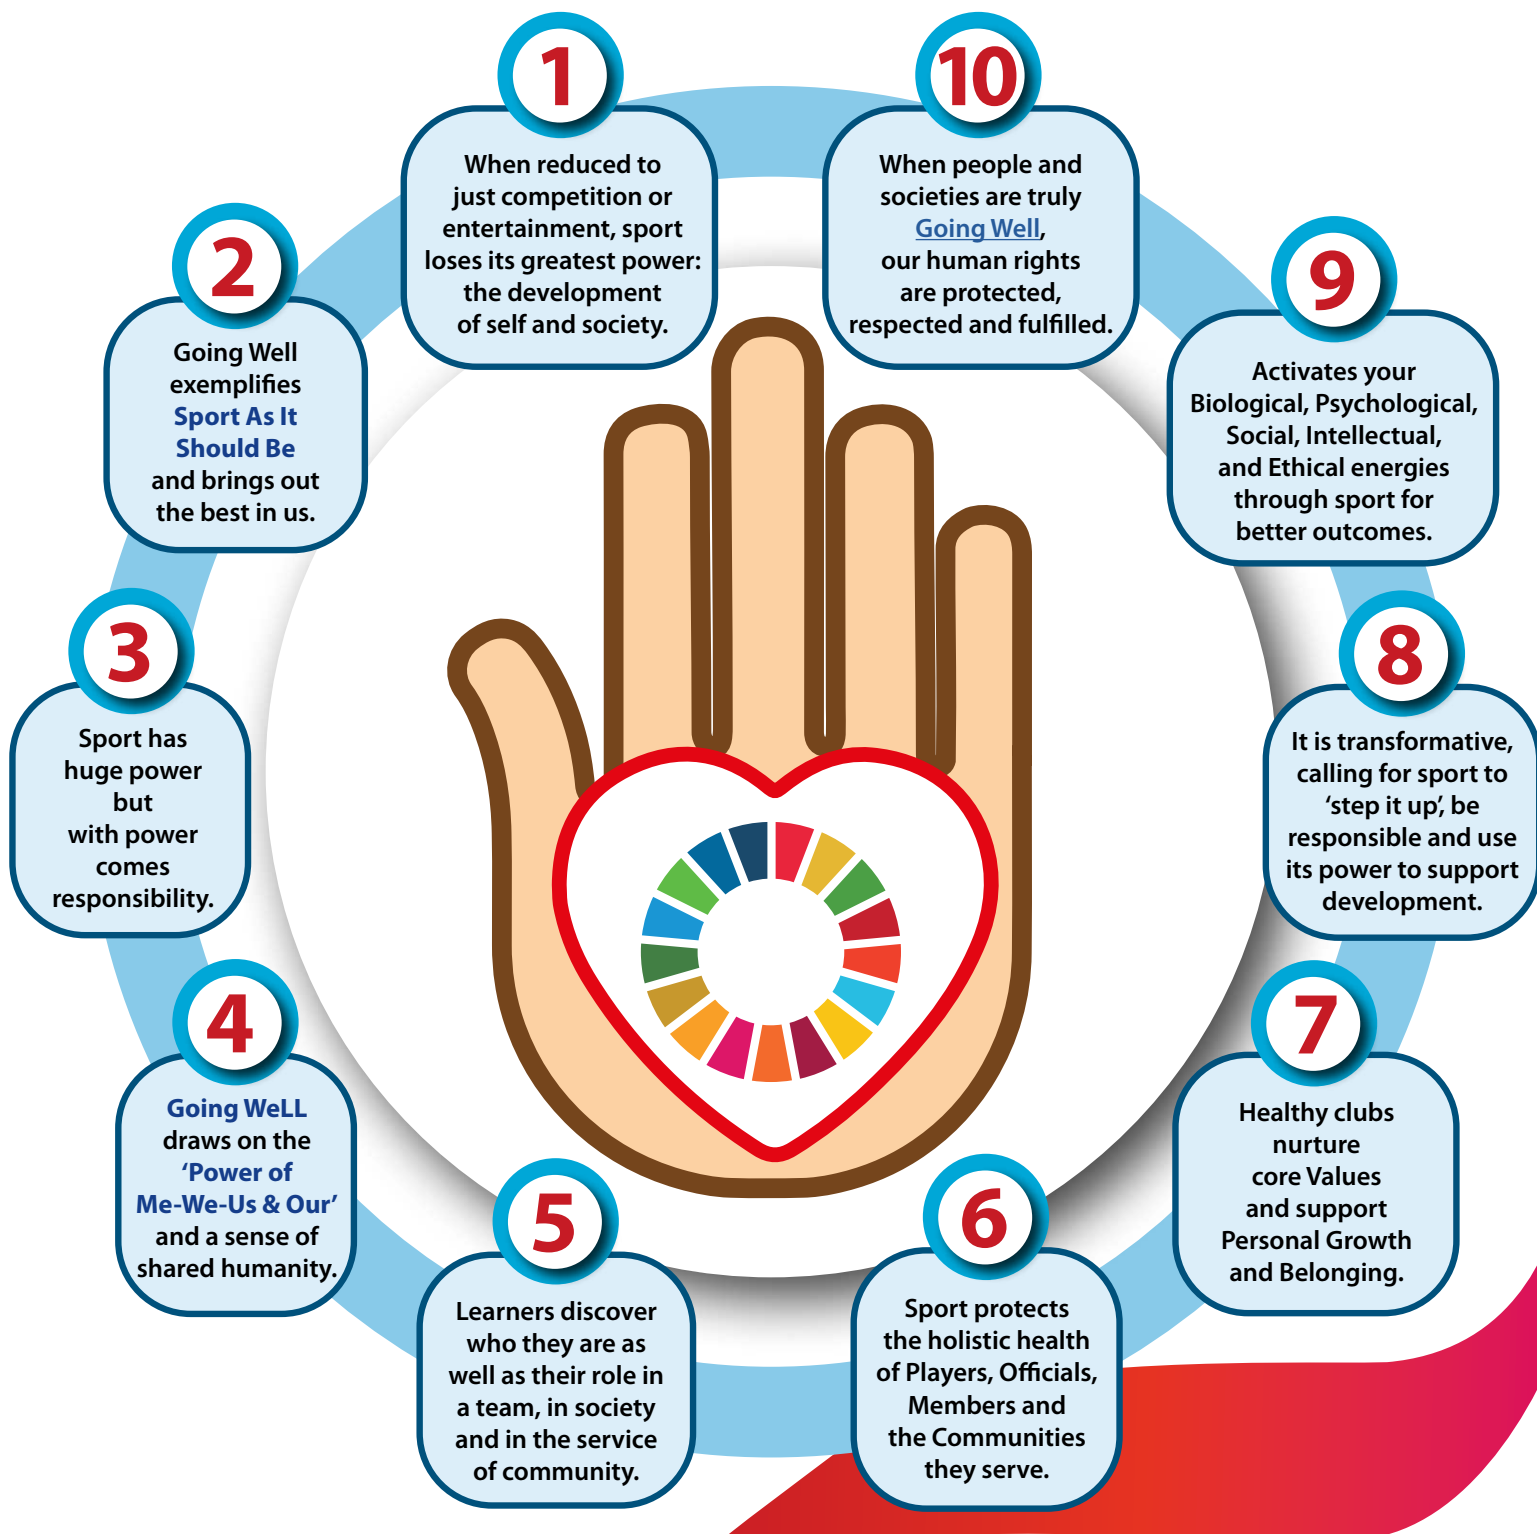 1
When reduced to
just competition or
entertainment, sport
loses its greatest power:
the development
of self and society.
2
Going Well
exemplifies
Sport As It
Should Be
and brings out
the best in us.
3
Sport has
huge power
but
with power
comes
responsibility.
4
Going WeLL
draws on the
‘Power of
Me-We-Us & Our’
and a sense of
shared humanity.
5
Learners discover
who they are as
well as their role in
a team, in society
and in the service
of community.
6
Sport protects
the holistic health
of Players, Officials,
Members and
the Communities
they serve.
7
Healthy clubs
nurture
core Values
and support
Personal Growth
and Belonging.
8
It is transformative,
calling for sport to
‘step it up’, be
responsible and use
its power to support
development.
9
Activates your
Biological, Psychological,
Social, Intellectual,
and Ethical energies
through sport for
better outcomes.
10
When people and
societies are truly
Going Well,
our human rights
are protected,
respected and fulfilled.